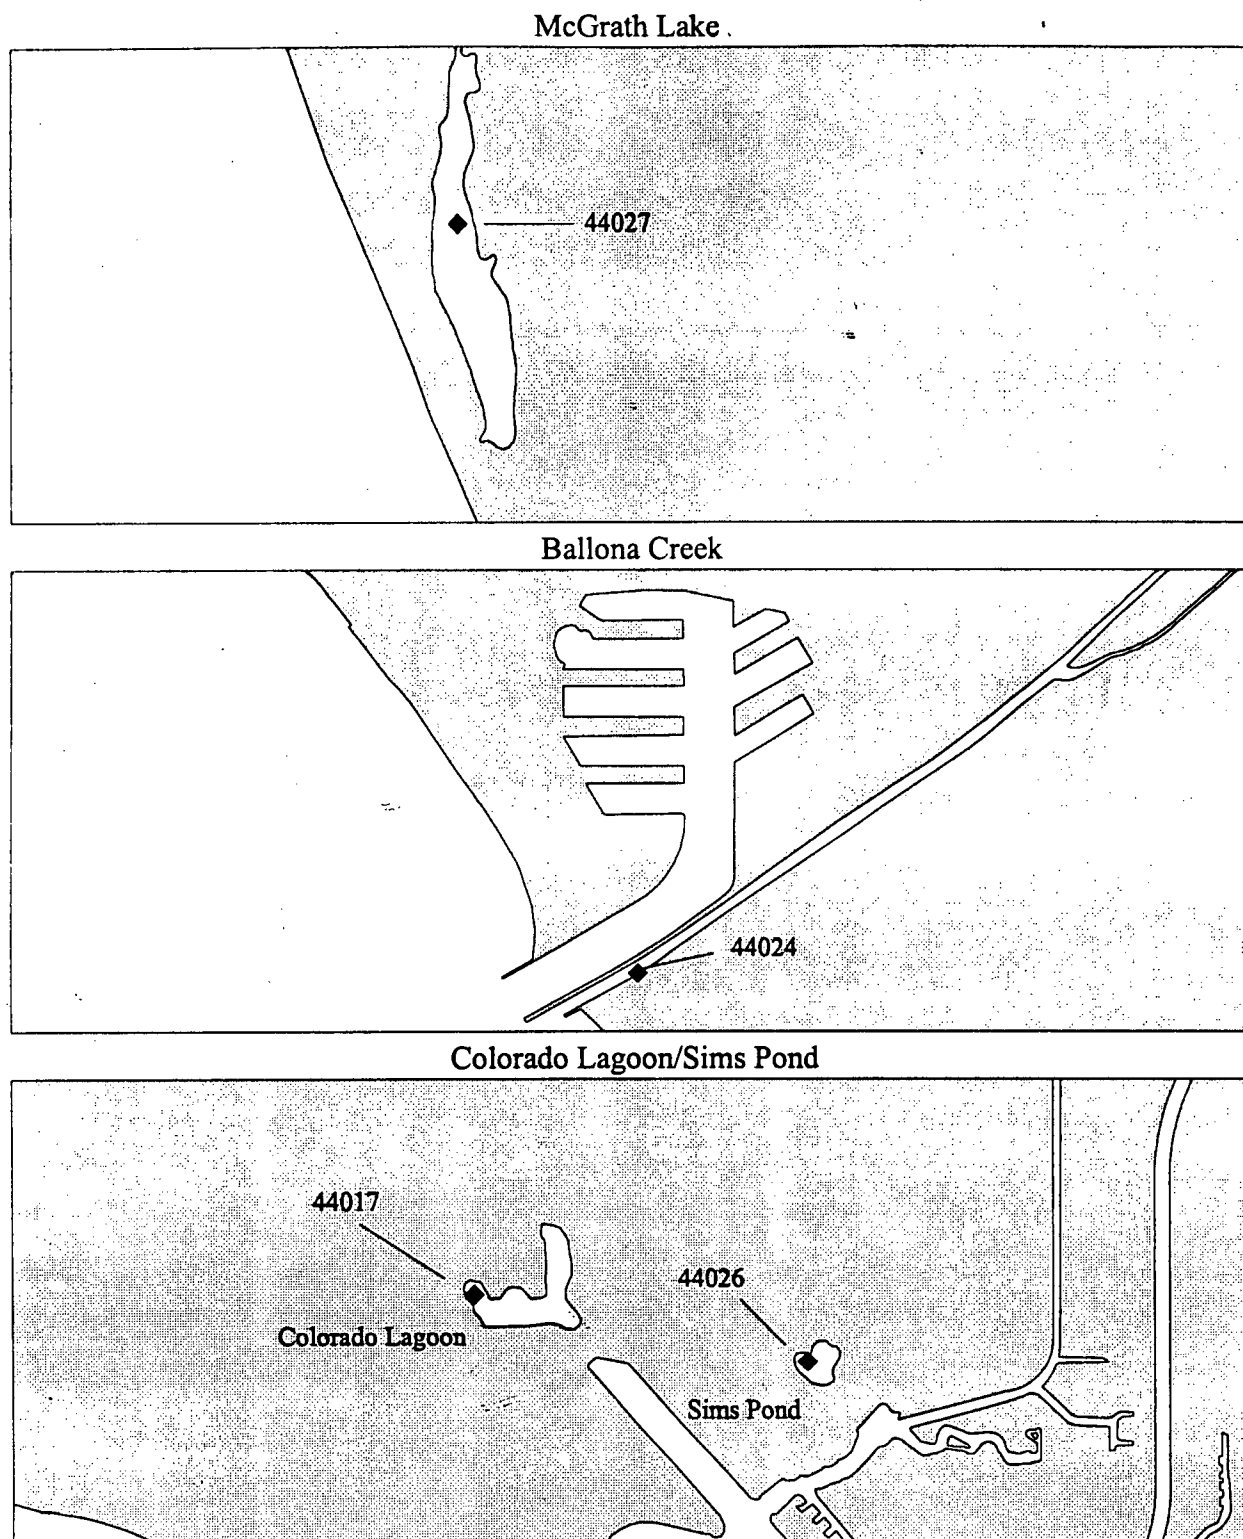 McGrath Lake
44027
Ballona Creek
44024
Colorado Lagoon/Sims Pond
44017
44026
Colorado Lagoon
Sims Pond